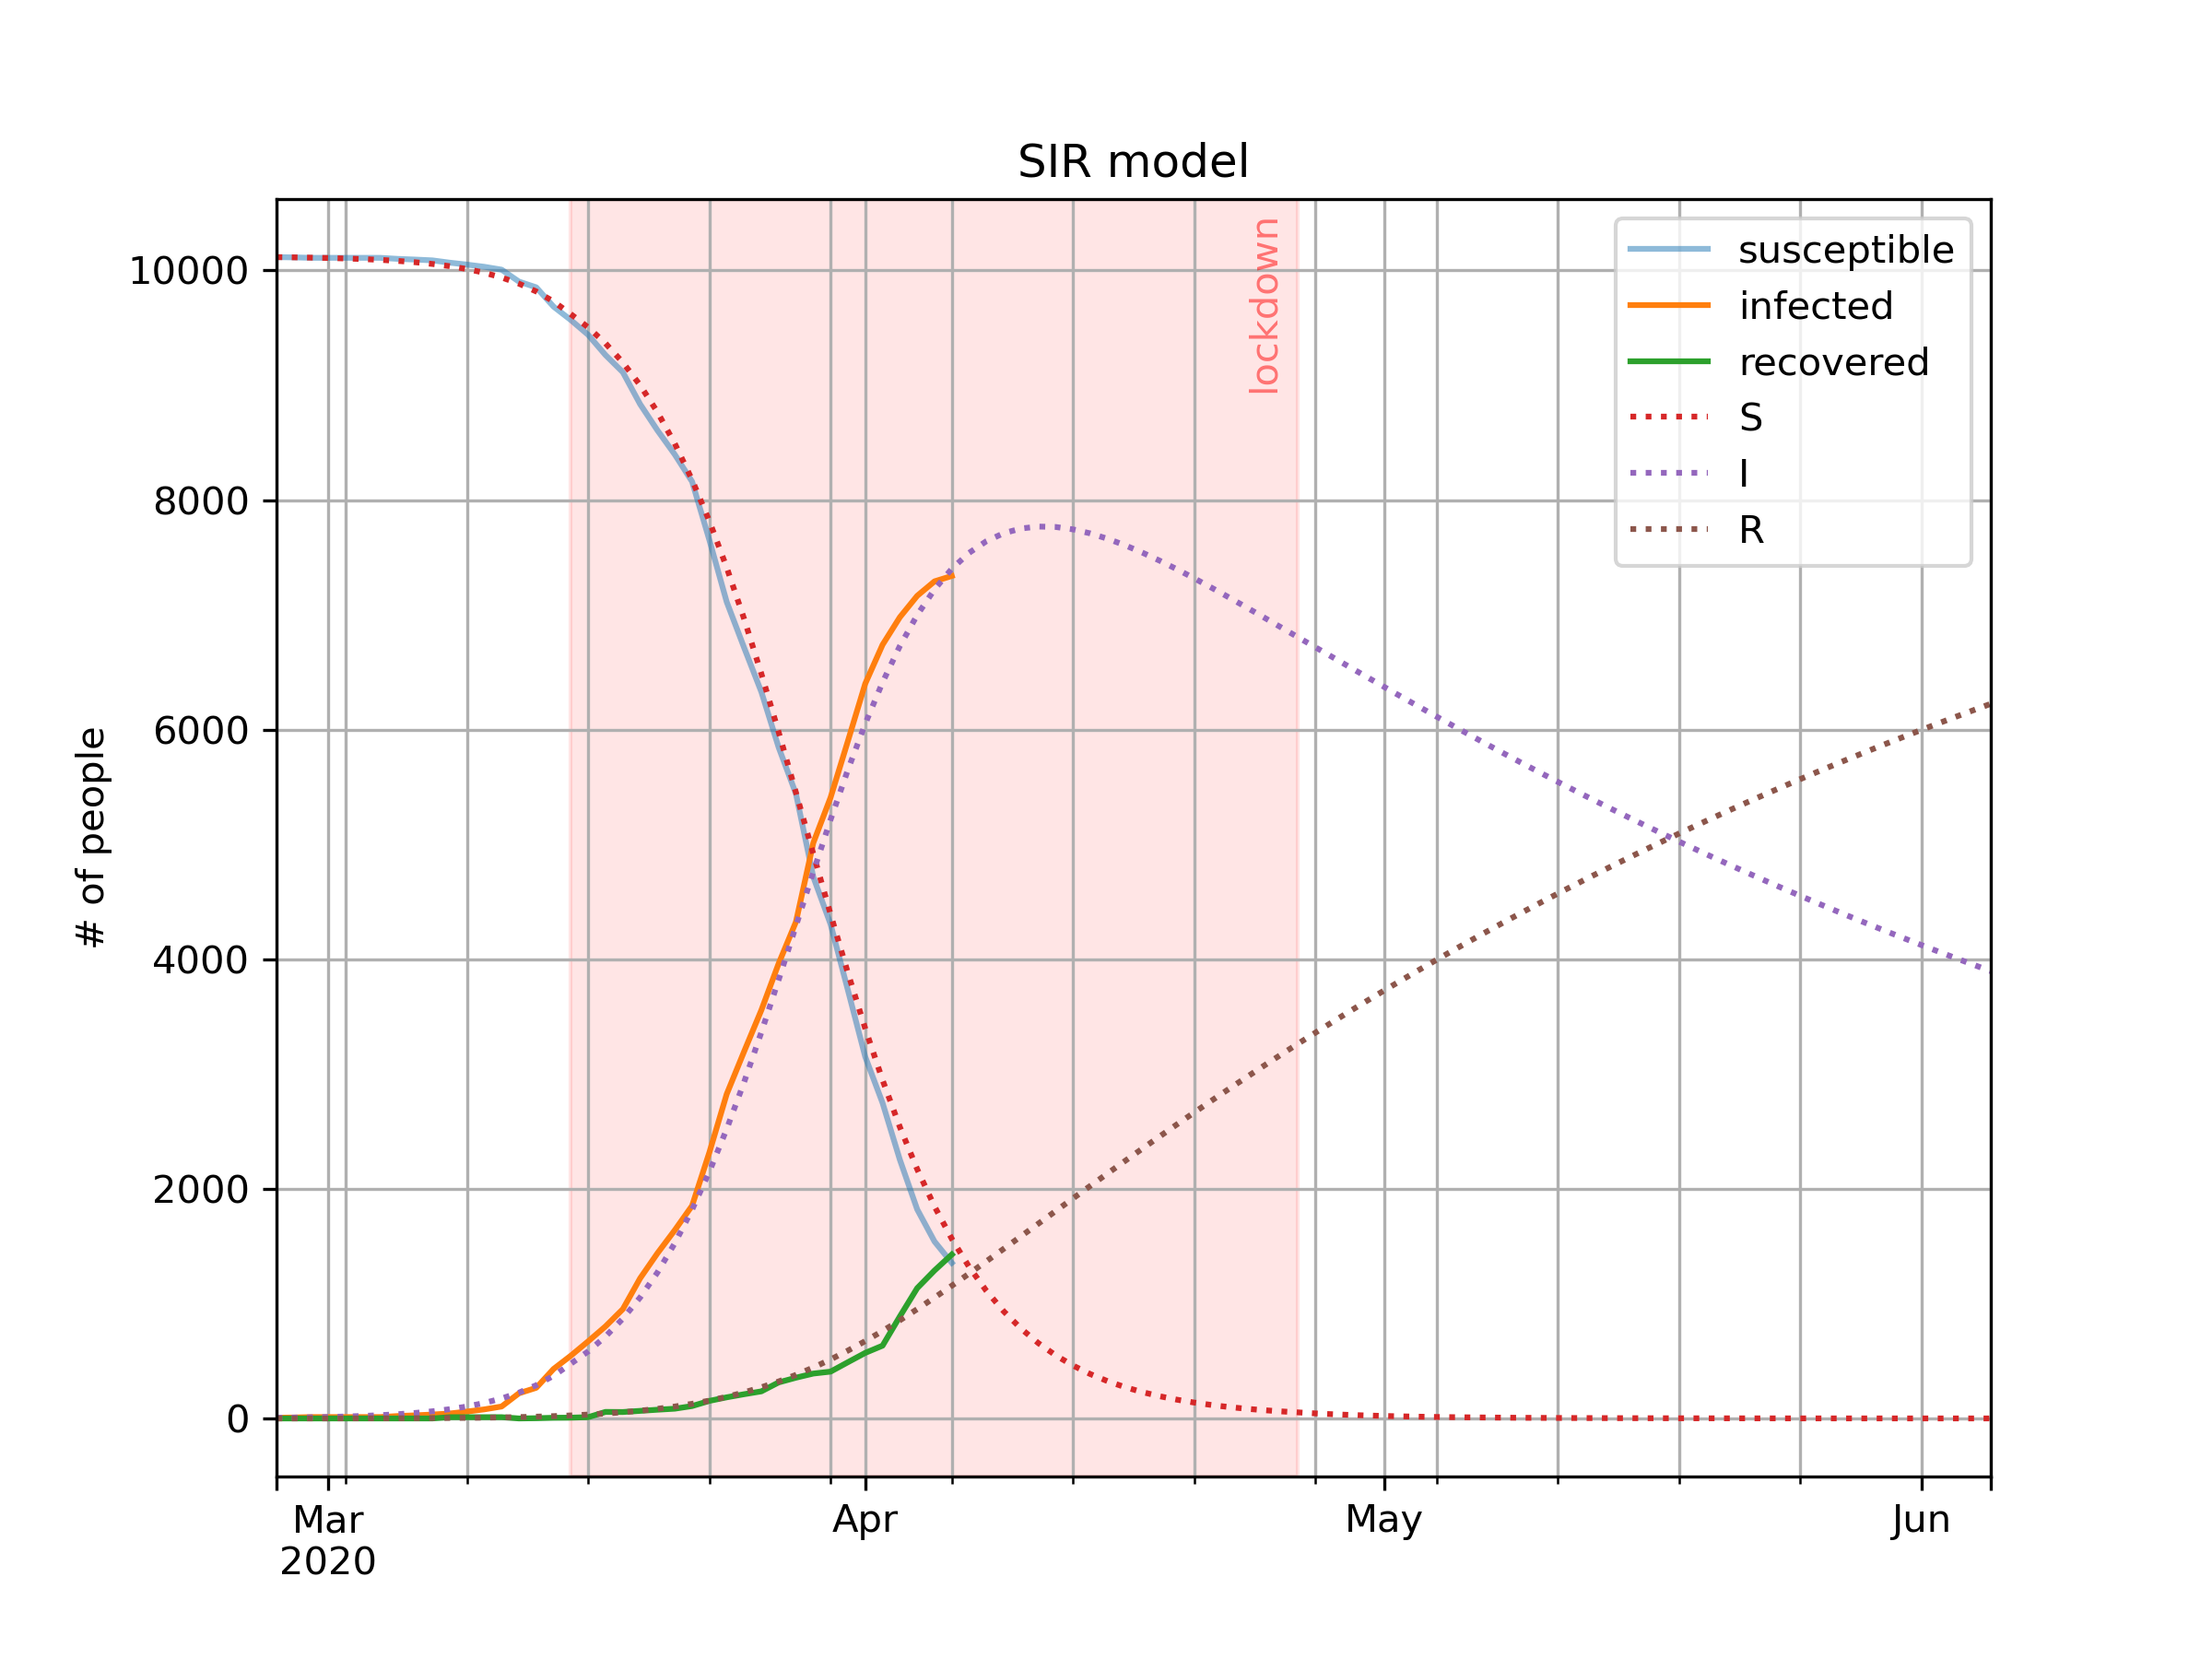 SIR model
10000
8000
6000
4000
2000
0
# of people
lockdown
susceptible
infected
recovered
S
I
R
Mar
2020
Apr
May
Jun